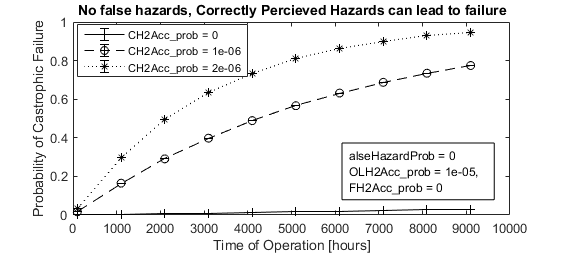 No false hazards, Correctly Percieved Hazards can lead to failure
1
0.8
0.6
0.4
0.2
0
Probability of Castrophic Failure
CH2Acc_prob = 0
CH2Acc_prob = 1e-06
CH2Acc_prob = 2e-06
alseHazardProb = 0
OLH2Acc_prob = 1e-05,
FH2Acc_prob = 0
0 1000 2000 3000 4000 5000 6000 7000 8000 9000 10000
Time of Operation [hours]